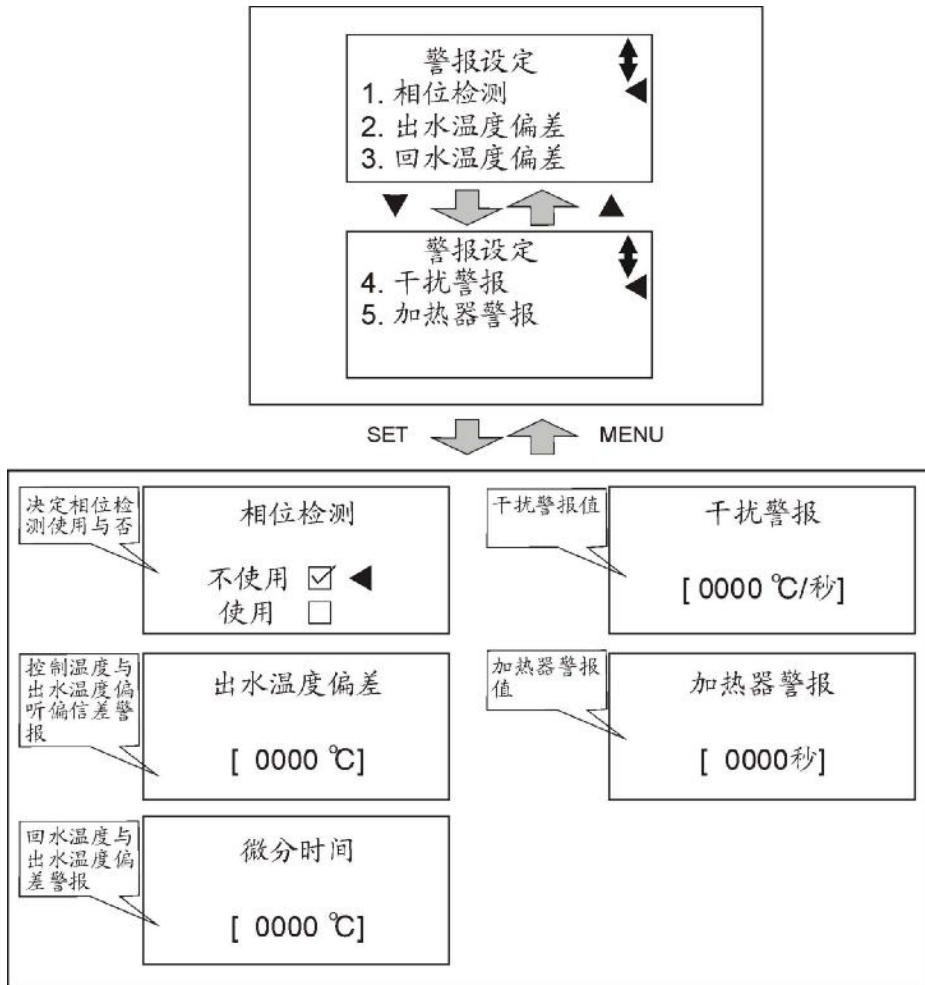 警报设定
1. 相位检测
2. 出水温度偏差
3. 回水温度偏差
警报设定
4. 干扰警报
5. 加热器警报
SET
MENU
决定相位检
测使用与否
相位检测
不使用
使用
干扰警报值
干扰警报
[ 0000 ℃/秒]
控制温度与
出水温度偏
听偏信差警
报
出水温度偏差
[ 0000 ℃]
加热器警报
值
加热器警报
[ 0000秒]
回水温度与
出水温度偏
差警报
微分时间
[ 0000 ℃]